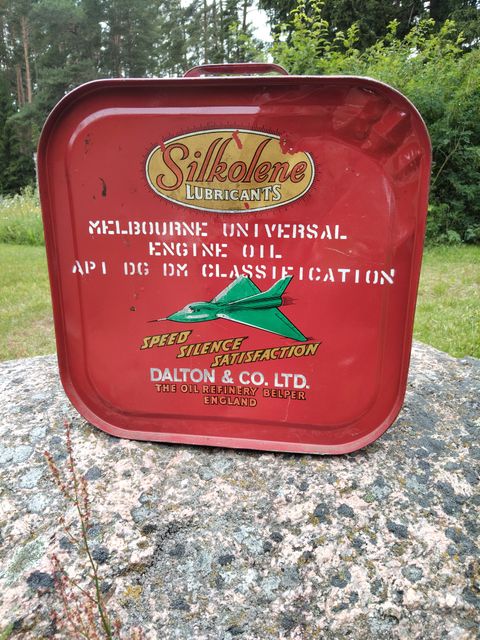 Silkolene
LUBRICANTS
MELBOURNE UNIVERSAL
ENGINE OIL
API DG DM CLASSIFICATION
SPEED
SILENCE
SATISFACTION
DALTON & CO. LTD.
THE OIL REFINERY BELPER
ENGLAND